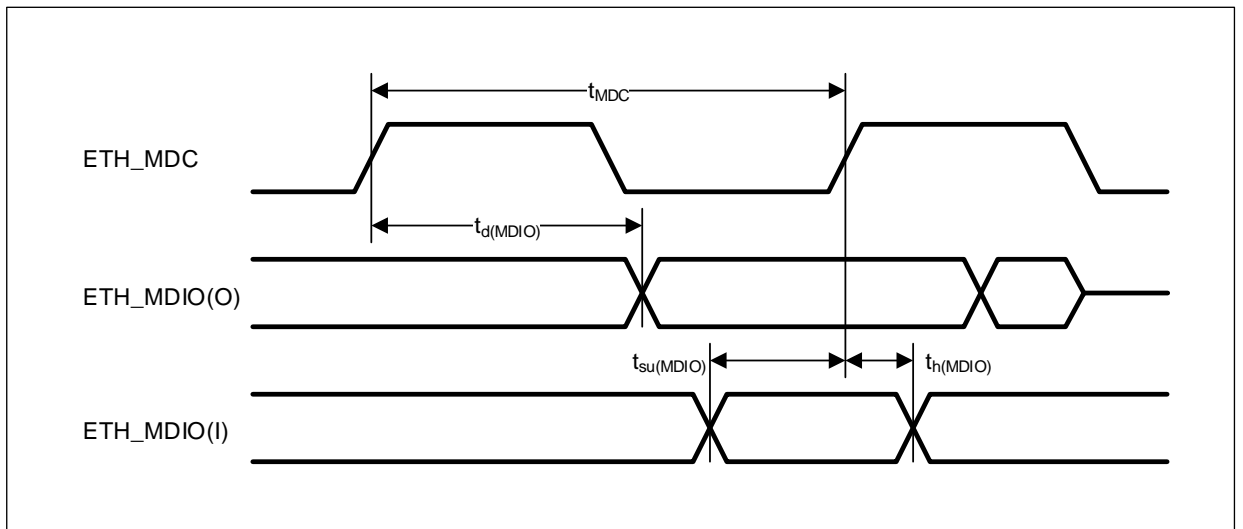 tMDC
ETH_MDC
td(MDIO)
ETH_MDIO(O)
tsu(MDIO) th(MDIO)
ETH_MDIO(I)